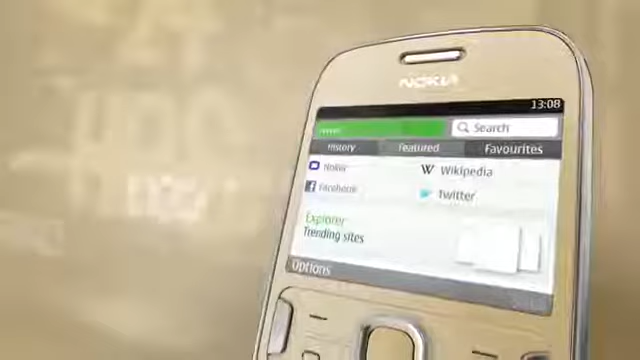 NOKIA
13:08
Search
History Featured Favourites
Nokia Wikipedia
Facebook Twitter
Explorer
Trending sites
Options